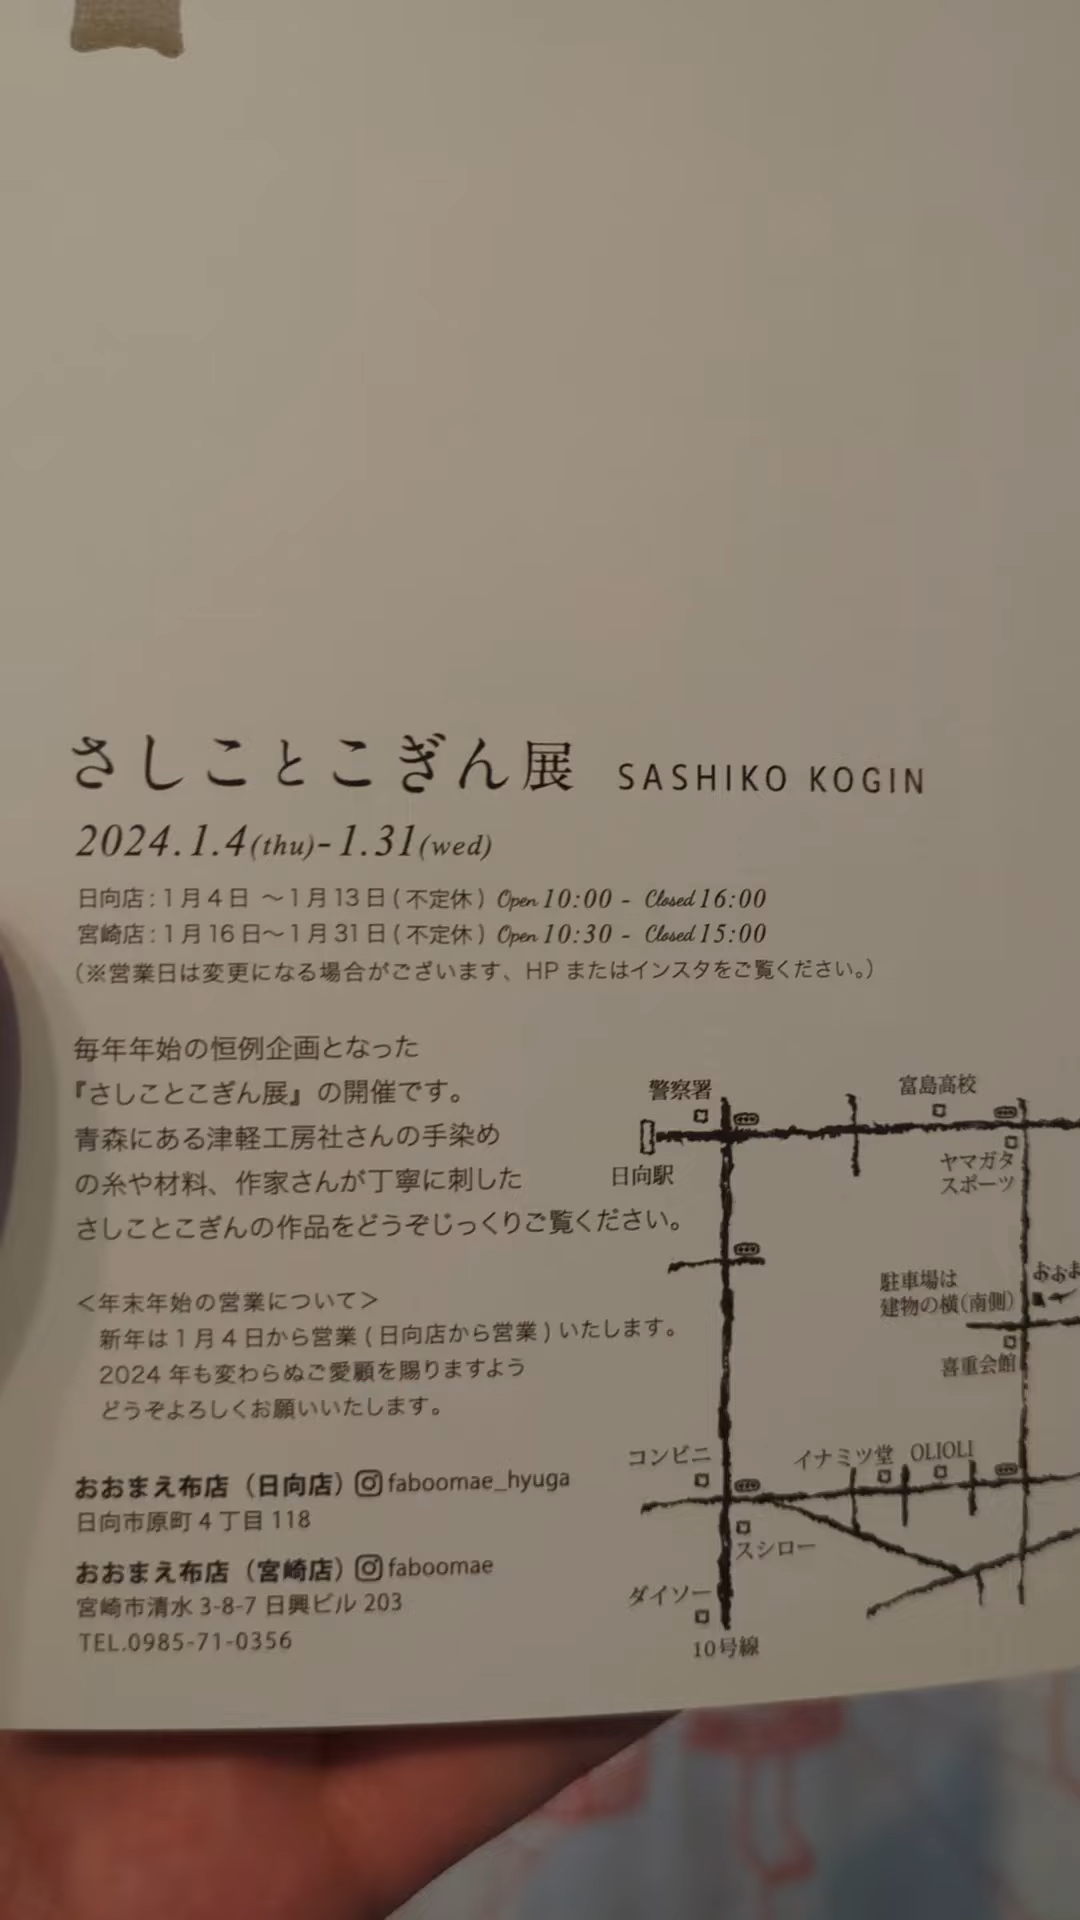 さしことこぎん展 SASHIKO KOGIN
2024.1.4(thu)-1.31(wed)
日向店:1月4日 ～1月13日(不定休) Open 10:00 - Closed 16:00
宮崎店:1月16日～1月31日(不定休) Open 10:30 - Closed 15:00
(※営業日は変更になる場合がございます、HPまたはインスタをご覧ください。)
毎年年始の恒例企画となった
『さしことこぎん展』の開催です。
青森にある津軽工房社さんの手染め
の糸や材料、作家さんが丁寧に刺した
さしことこぎんの作品をどうぞじっくりご覧ください。
<年末年始の営業について>
新年は1月4日から営業(日向店から営業)いたします。
2024年も変わらぬご愛顧を賜りますよう
どうぞよろしくお願いいたします。
おおまえ布店(日向店) faboomae_hyuga
日向市原町4丁目118
おおまえ布店(宮崎店) faboomae
宮崎市清水3-8-7日興ビル203
TEL.0985-71-0356
警察署
富島高校
日向駅
ヤマガタ
スポーツ
おおま
駐車場は
建物の横(南側)
喜重会館
コンビニ
イナミツ堂
OLIOLI
スシロー
ダイソー
10号線